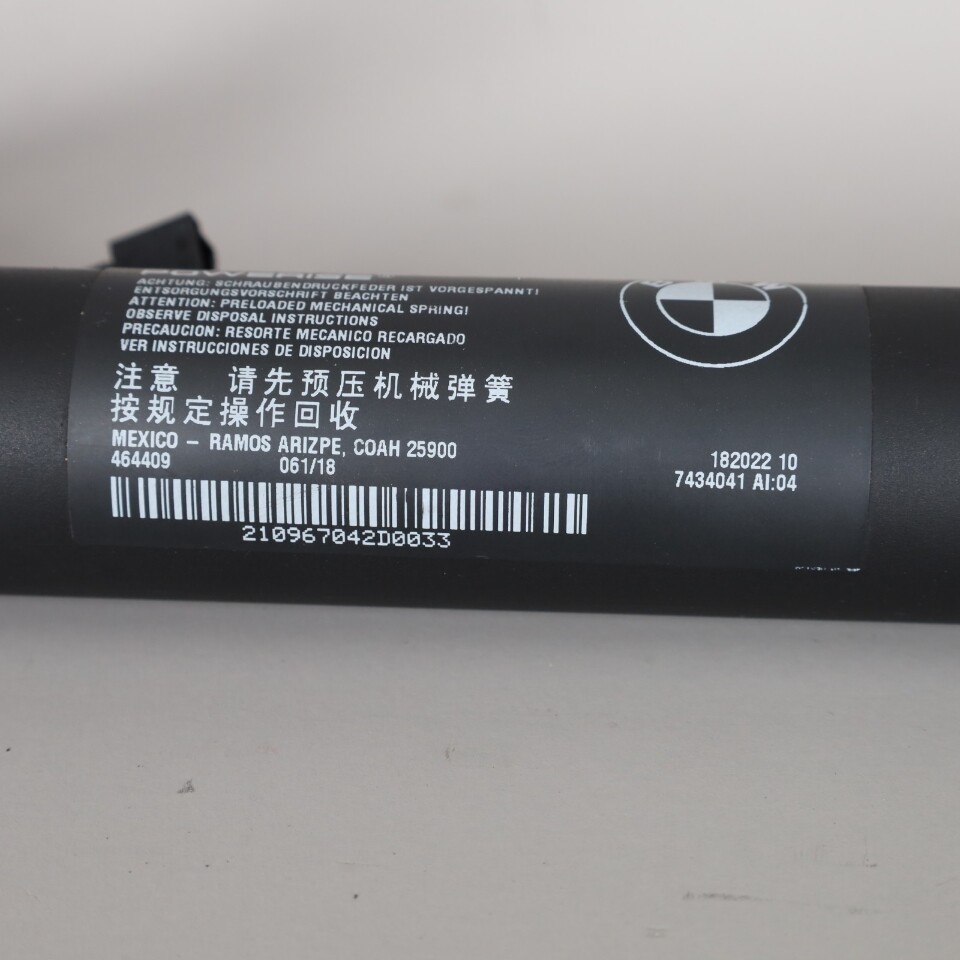 POWERISE
ACHTUNG: SCHRAUBENDRUCKFEDER IST VORGESPANNT!
ENTSORGUNGSVORSCHRIFT BEACHTEN
ATTENTION: PRELOADED MECHANICAL SPHING!
OBSERVE DISPOSAL INSTRUCTIONS
PRECAUCION: RESORTE MECANICO RECARGADO
VER INSTRUCCIONES DE DISPOSICION
注意 请先预压机械弹簧
按规定操作回收
MEXICO - RAMOS ARIZPE, COAH 25900
464409 061/18
182022 10
7434041 AI:04
210967042D0033